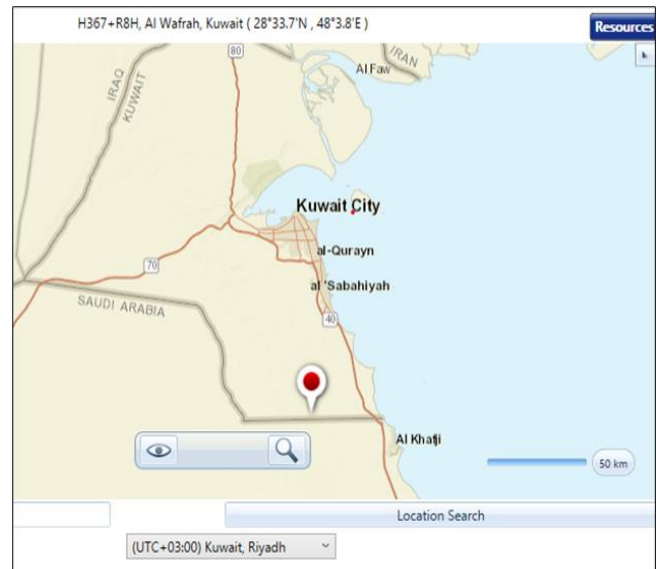 H367+R8H, Al Wafrah, Kuwait ( 28°33.7'N , 48°3.8'E )
Resources
80
IRAN
Al Faw
IRAQ
KUWAIT
Kuwait City
al-Qurayn
70
al 'Sabahiyah
SAUDI ARABIA
40
Al Khafji
50 km
Location Search
(UTC+03:00) Kuwait, Riyadh